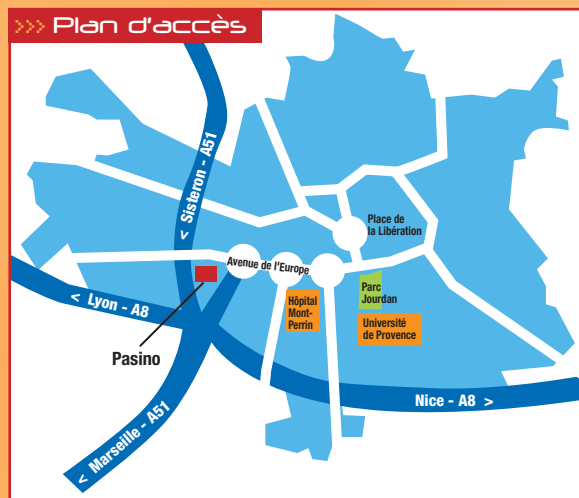 >>> Plan d'accès
< Sisteron - A51
Place de
la Libération
Avenue de l'Europe
< Lyon - A8
Hôpital
Mont-
Perrin
Parc
Jourdan
Université
de Provence
Pasino
Nice - A8 >
< Marseille - A51